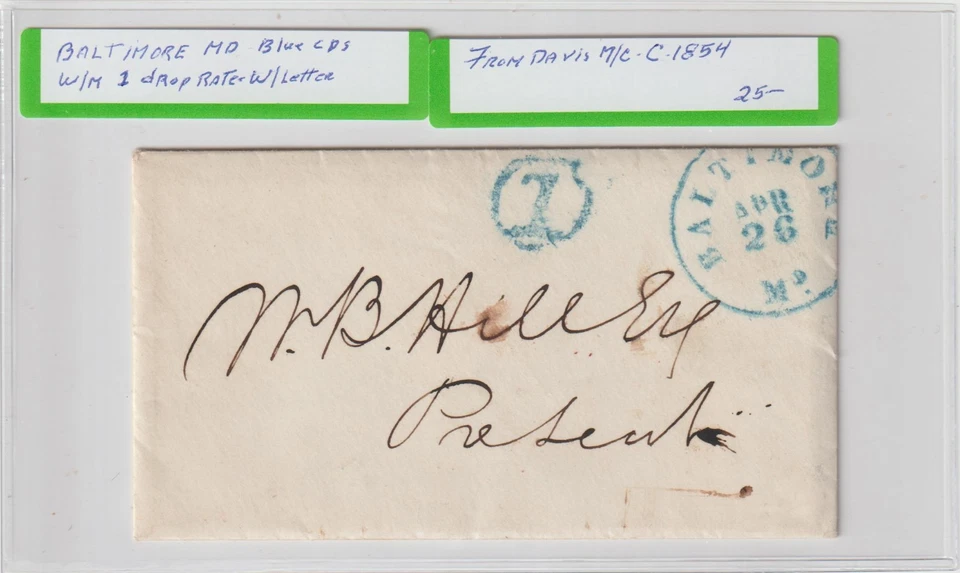 BALTIMORE MD Blue CDS
W/M 1 drop Rate W/Letter
FROM DAVIS M/C - C-1854
25-
1
BALTIMORE
APR
26
Md.
W. B. Hill Esq
Present